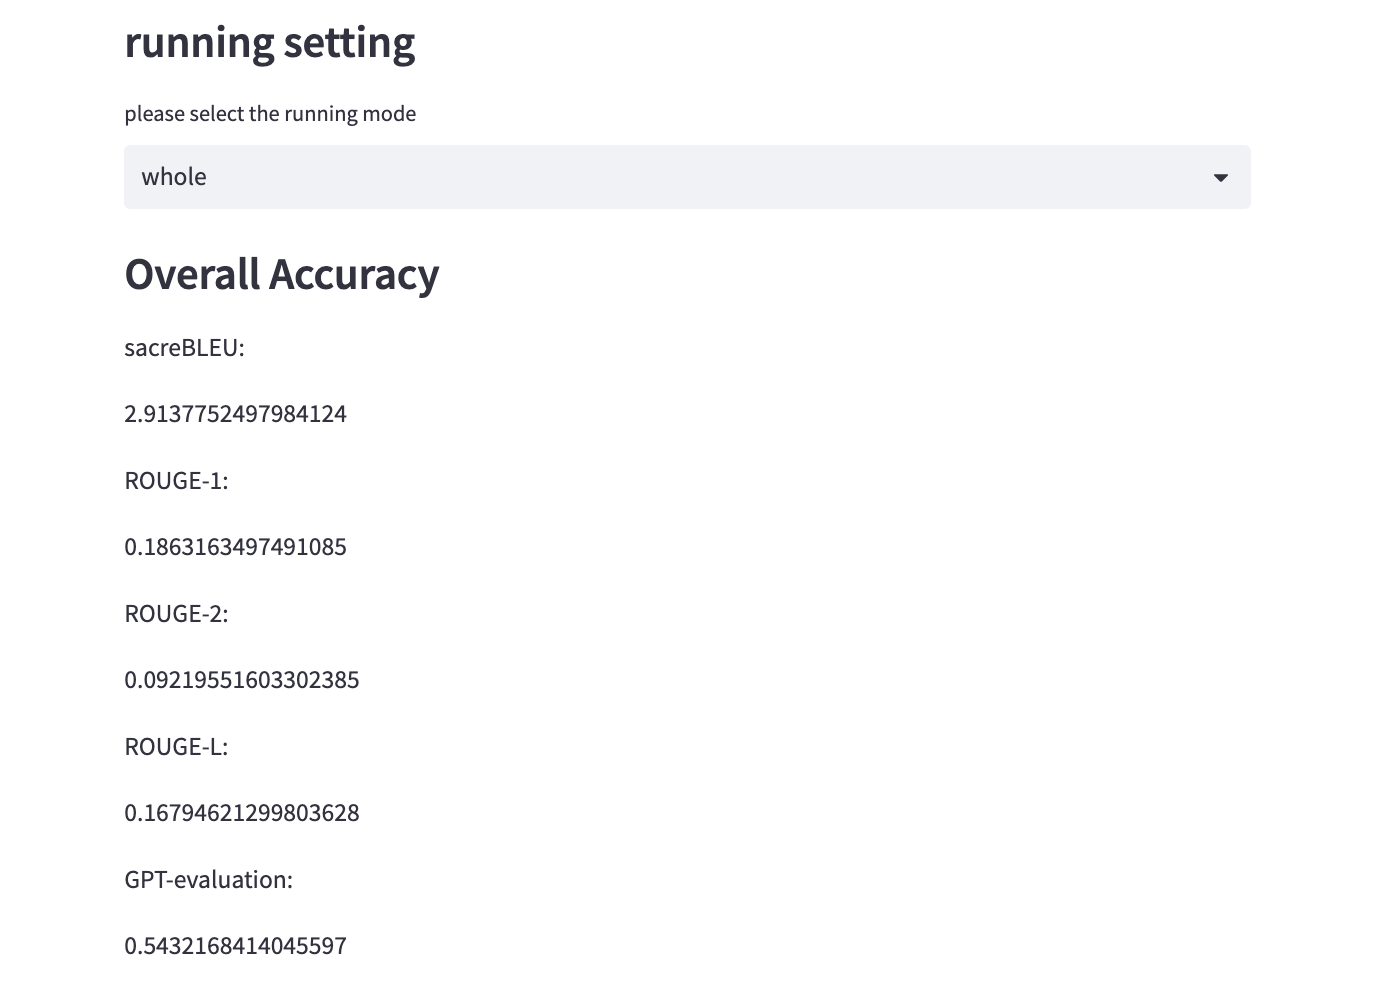 running setting
please select the running mode
whole
Overall Accuracy
sacreBLEU:
2.9137752497984124
ROUGE-1:
0.1863163497491085
ROUGE-2:
0.09219551603302385
ROUGE-L:
0.16794621299803628
GPT-evaluation:
0.5432168414045597